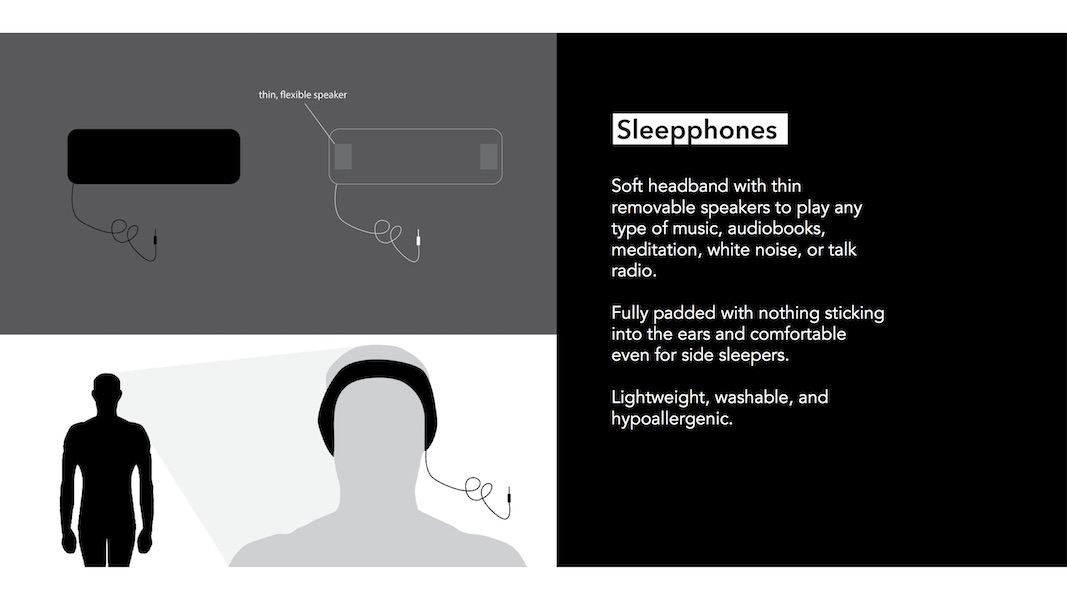 thin, flexible speaker
Sleepphones
Soft headband with thin
removable speakers to play any
type of music, audiobooks,
meditation, white noise, or talk
radio.
Fully padded with nothing sticking
into the ears and comfortable
even for side sleepers.
Lightweight, washable, and
hypoallergenic.